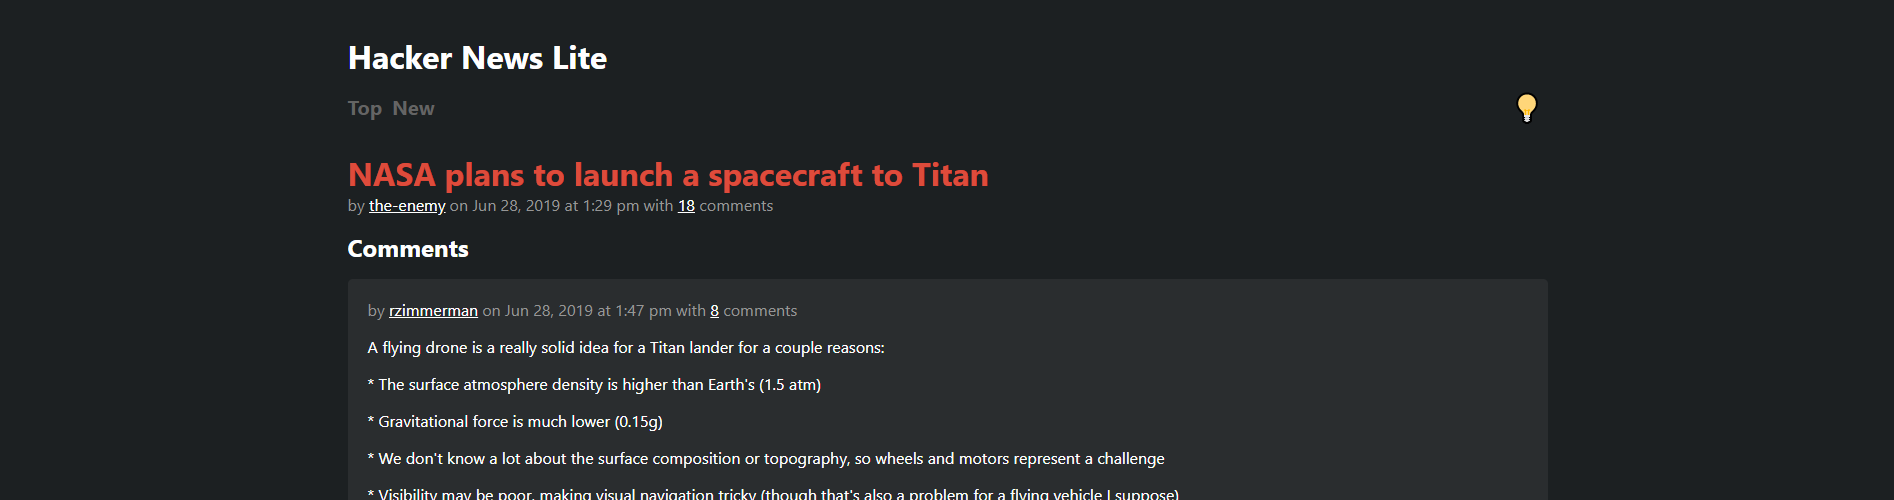 Hacker News Lite
Top New
NASA plans to launch a spacecraft to Titan
by the-enemy on Jun 28, 2019 at 1:29 pm with 18 comments
Comments
by rzimmerman on Jun 28, 2019 at 1:47 pm with 8 comments
A flying drone is a really solid idea for a Titan lander for a couple reasons:
* The surface atmosphere density is higher than Earth's (1.5 atm)
* Gravitational force is much lower (0.15g)
* We don't know a lot about the surface composition or topography, so wheels and motors represent a challenge
* Visibility may be poor, making visual navigation tricky (though that's also a problem for a flying vehicle I suppose)